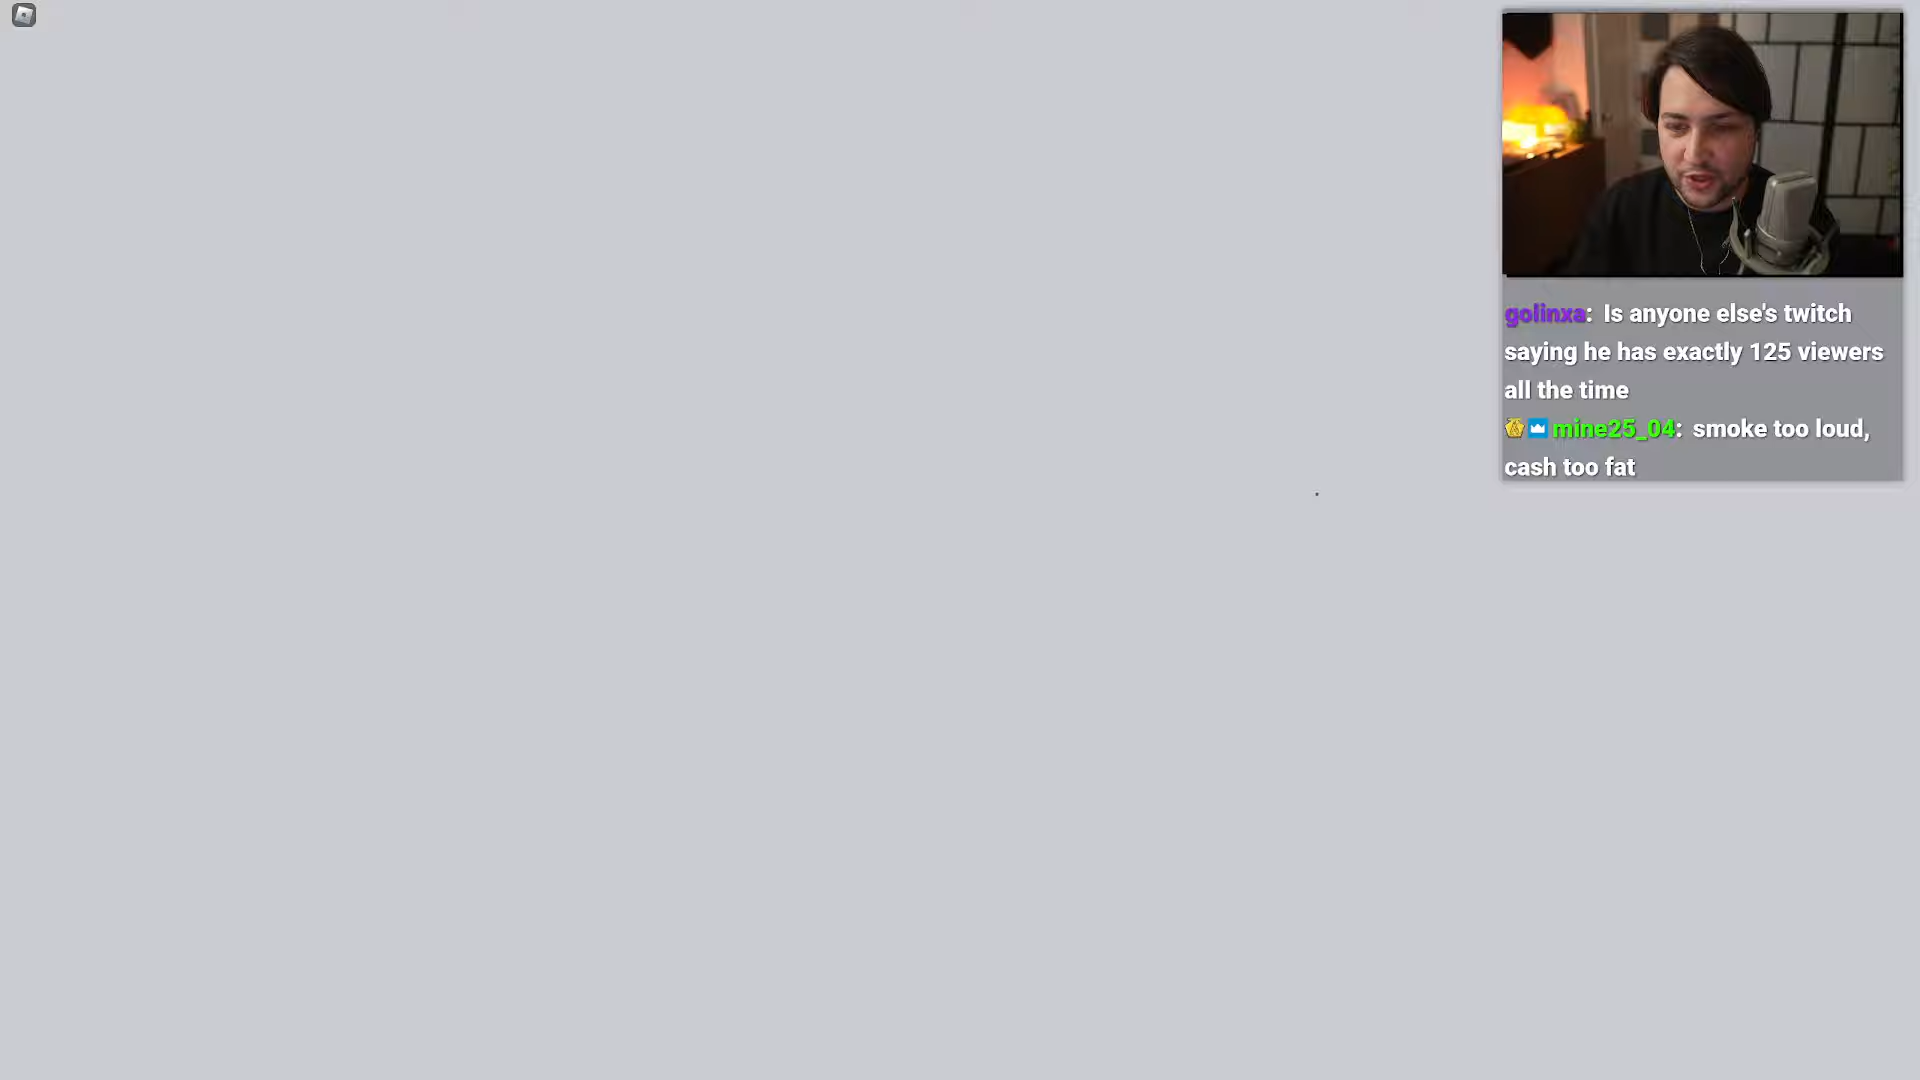 golinxa: Is anyone else's twitch
saying he has exactly 125 viewers
all the time
mine25_04: smoke too loud,
cash too fat